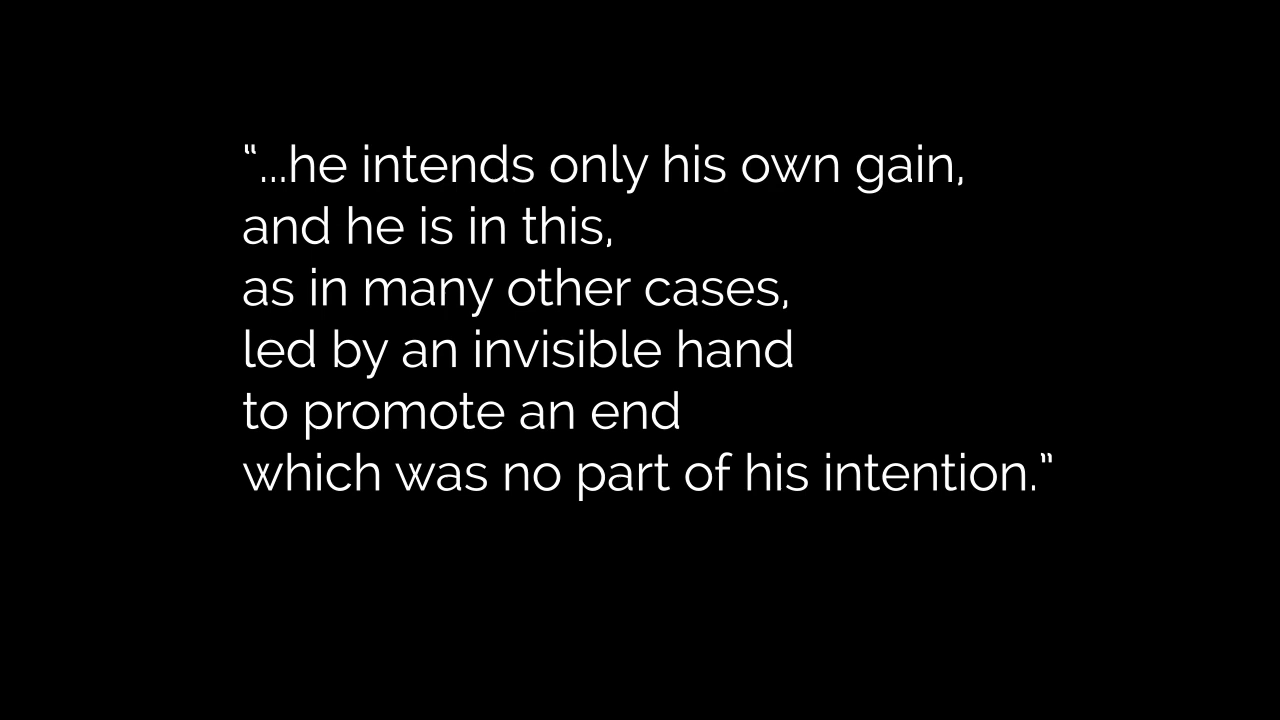 “...he intends only his own gain,
and he is in this,
as in many other cases,
led by an invisible hand
to promote an end
which was no part of his intention.”